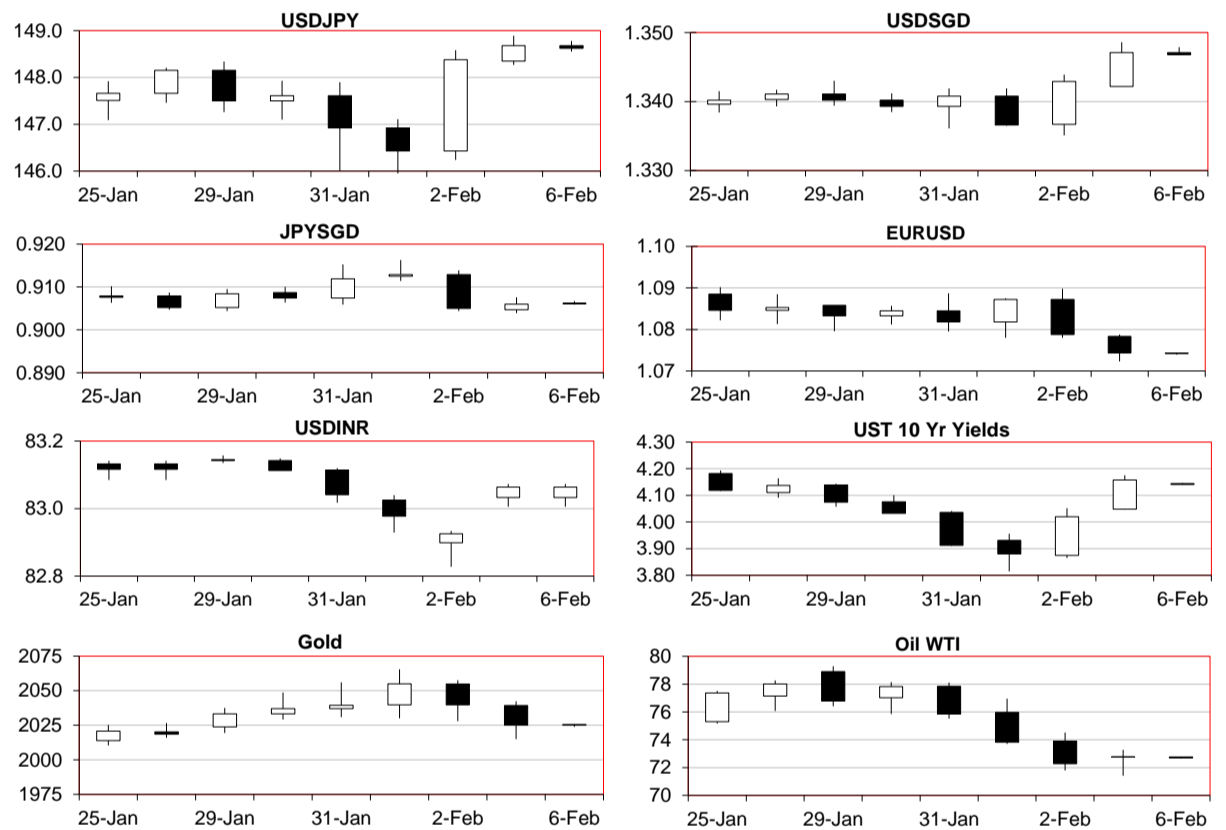 USDJPY
149.0
148.0
147.0
146.0
25-Jan 29-Jan 31-Jan 2-Feb 6-Feb
USDSGD
1.350
1.340
1.330
25-Jan 29-Jan 31-Jan 2-Feb 6-Feb
JPYSGD
0.920
0.910
0.900
0.890
25-Jan 29-Jan 31-Jan 2-Feb 6-Feb
EURUSD
1.10
1.09
1.08
1.07
25-Jan 29-Jan 31-Jan 2-Feb 6-Feb
USDINR
83.2
83.0
82.8
25-Jan 29-Jan 31-Jan 2-Feb 6-Feb
UST 10 Yr Yields
4.30
4.20
4.10
4.00
3.90
3.80
25-Jan 29-Jan 31-Jan 2-Feb 6-Feb
Gold
2075
2050
2025
2000
1975
25-Jan 29-Jan 31-Jan 2-Feb 6-Feb
Oil WTI
80
78
76
74
72
70
25-Jan 29-Jan 31-Jan 2-Feb 6-Feb